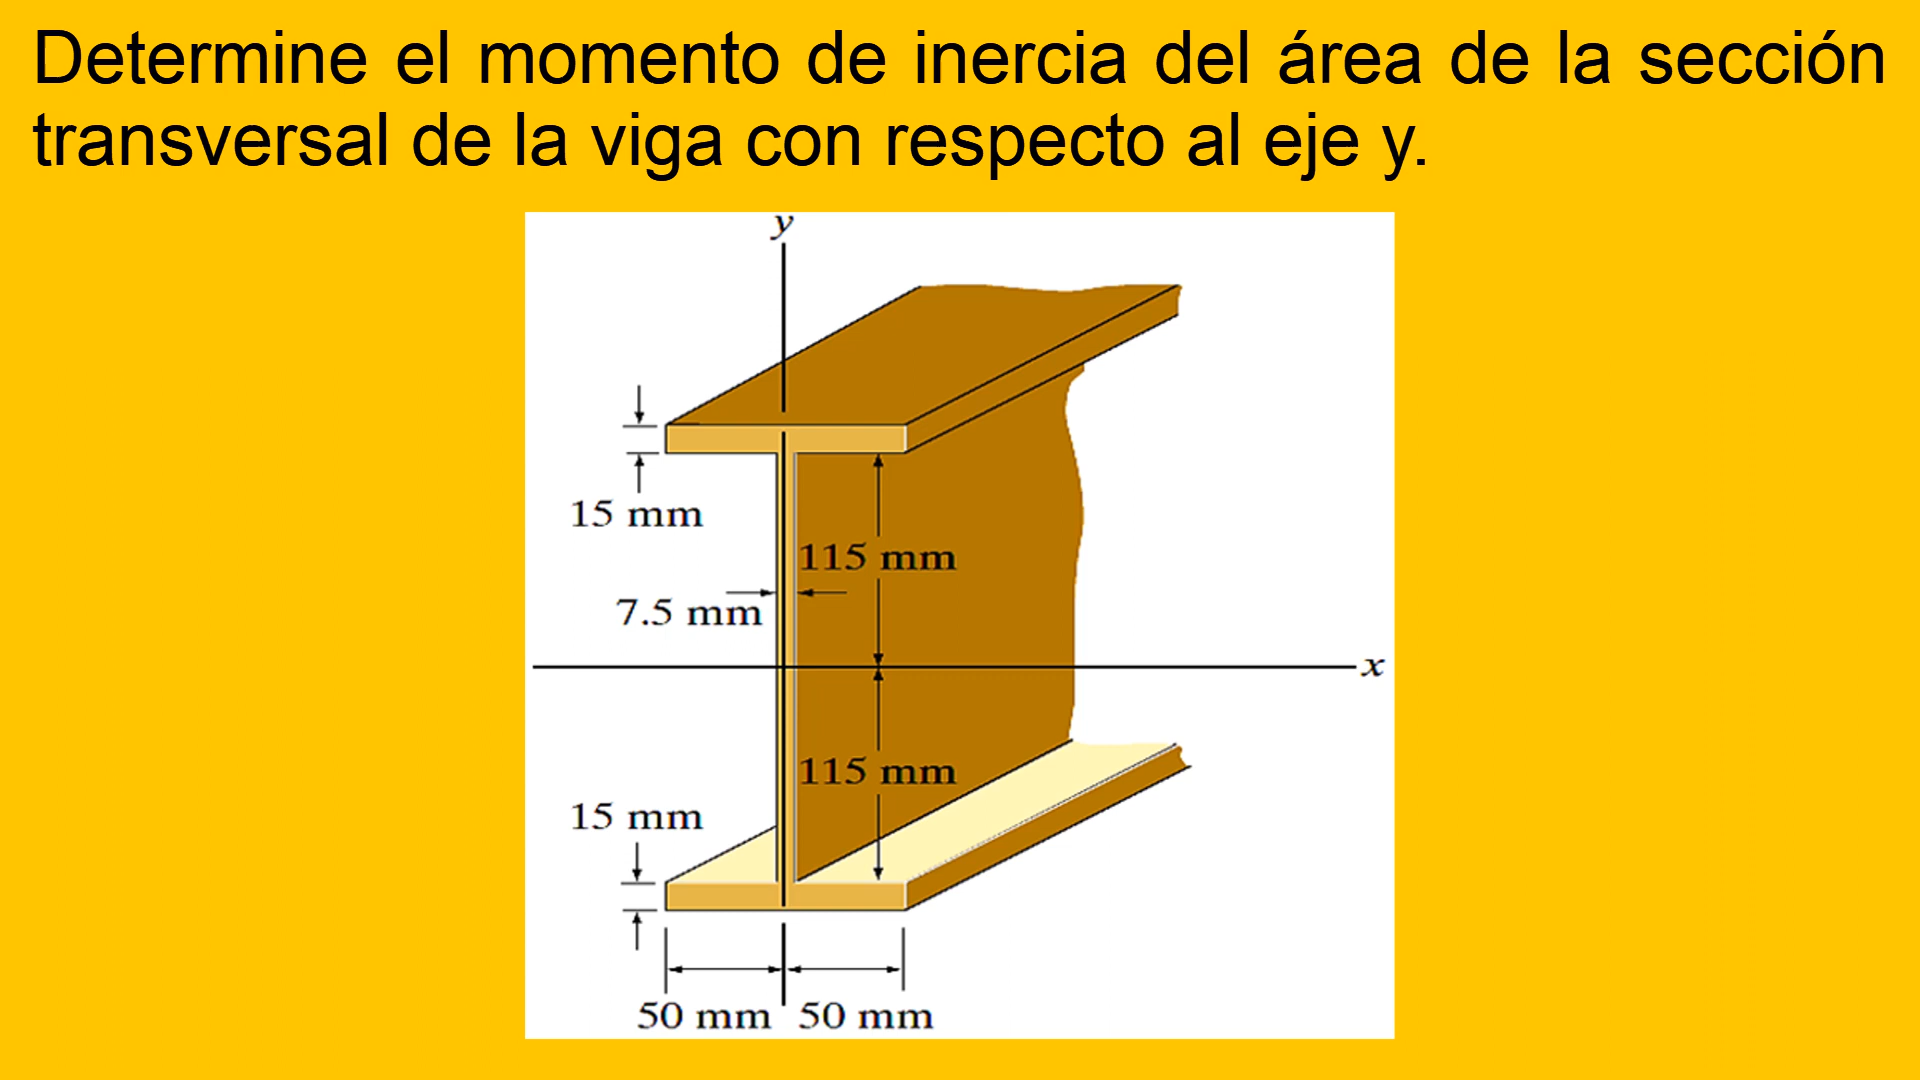 Determine el momento de inercia del área de la sección
transversal de la viga con respecto al eje y.
y
15 mm
115 mm
7.5 mm
x
115 mm
15 mm
50 mm 50 mm